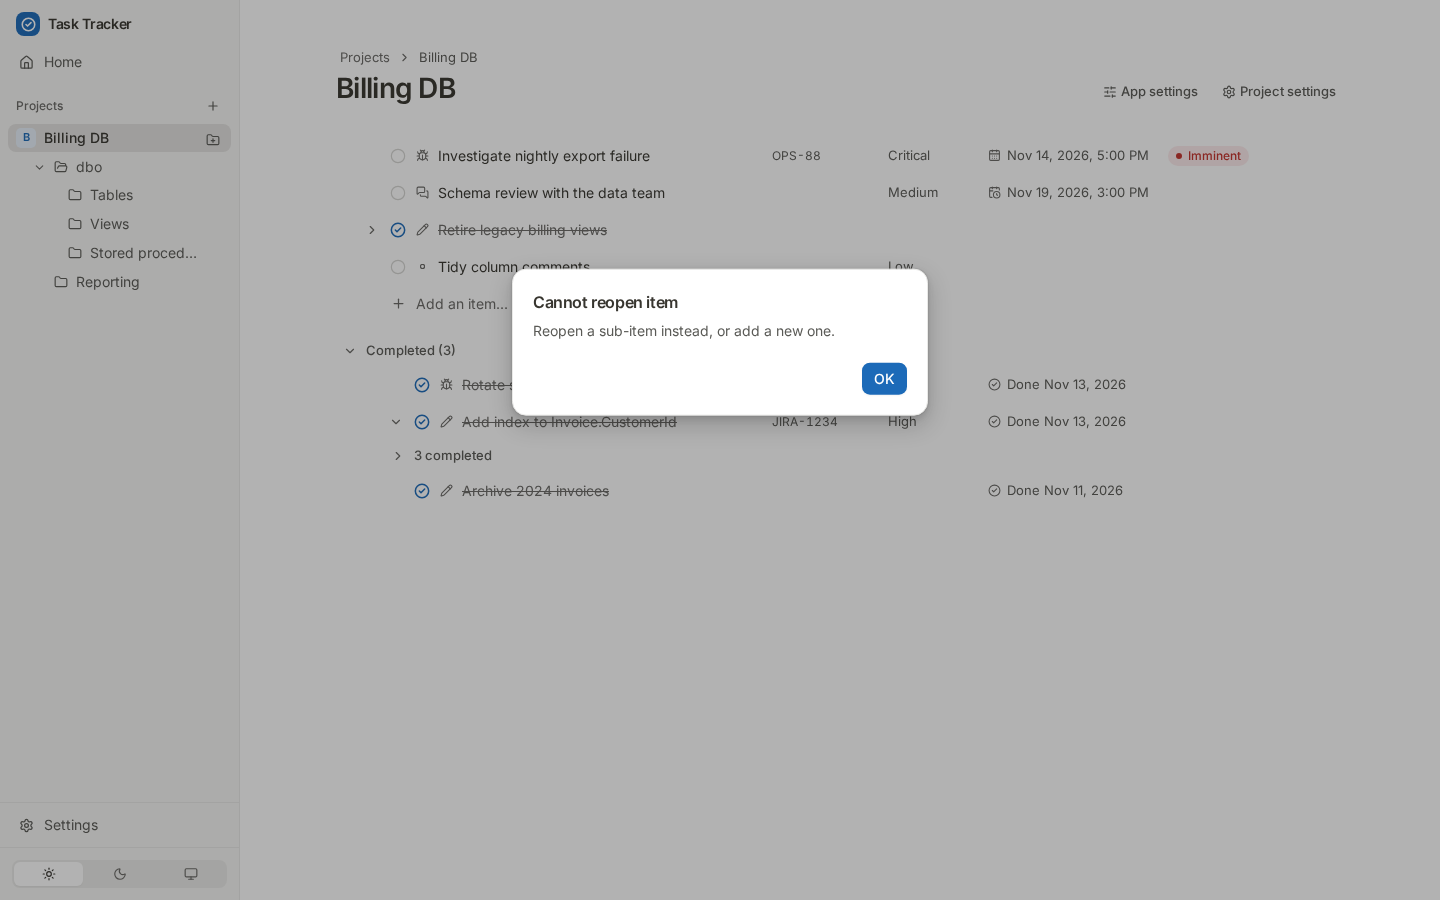 Task Tracker
Home
Projects
B Billing DB
dbo
Tables
Views
Stored proced...
Reporting
Settings
Projects > Billing DB
Billing DB
App settings
Project settings
Investigate nightly export failure OPS-88 Critical Nov 14, 2026, 5:00 PM Imminent
Schema review with the data team Medium Nov 19, 2026, 3:00 PM
Retire legacy billing views
Tidy column comments Low
Add an item...
Cannot reopen item
Reopen a sub-item instead, or add a new one.
OK
Completed (3)
Rotate Done Nov 13, 2026
Add index to Invoice.CustomerId JIRA-1234 High Done Nov 13, 2026
3 completed
Archive 2024 invoices Done Nov 11, 2026